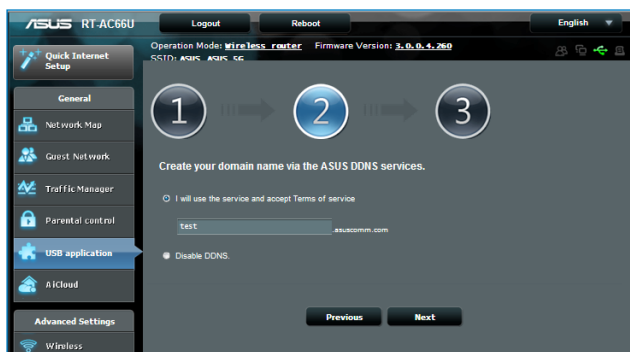 ASUS RT-AC66U
Logout
Reboot
English
Quick Internet Setup
Operation Mode: Wireless router Firmware Version: 3.0.0.4.260
SSID: ASUS ASUS_5G
General
Network Map
Guest Network
Traffic Manager
Parental control
USB application
AiCloud
Advanced Settings
Wireless
1
2
3
Create your domain name via the ASUS DDNS services.
I will use the service and accept Terms of service
test .asuscomm.com
Disable DDNS.
Previous
Next